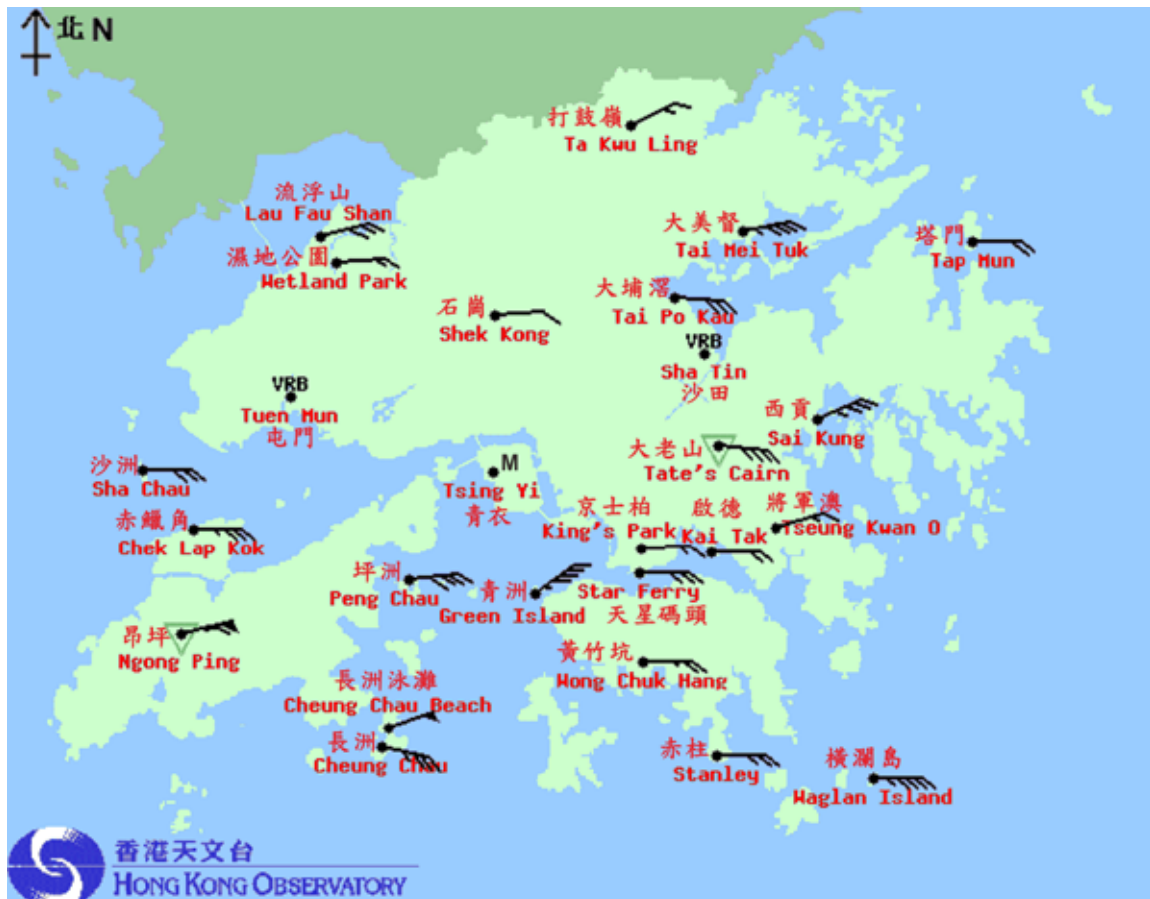 北 N
打鼓嶺
Ta Kwu Ling
流浮山
Lau Fau Shan
大美督
Tai Mei Tuk
塔門
Tap Mun
濕地公園
Wetland Park
大埔滘
Tai Po Kau
石崗
Shek Kong
VRB
Sha Tin
沙田
VRB
Tuen Mun
屯門
西貢
Sai Kung
大老山
Tate's Cairn
沙洲
Sha Chau
M
Tsing Yi
青衣
京士柏
King's Park
啟德
Kai Tak
將軍澳
Tseung Kwan O
赤鱲角
Chek Lap Kok
坪洲
Peng Chau
青洲
Green Island
Star Ferry
天星碼頭
昂坪
Ngong Ping
黃竹坑
Wong Chuk Hang
長洲泳灘
Cheung Chau Beach
長洲
Cheung Chau
赤柱
Stanley
橫瀾島
Waglan Island
香港天文台
HONG KONG OBSERVATORY